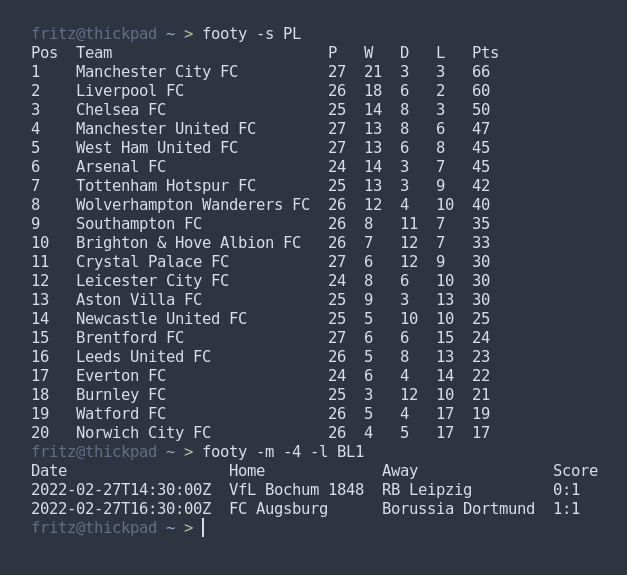 fritz@thickpad ~ > footy -s PL
Pos  Team                        P   W   D   L   Pts
1    Manchester City FC          27  21  3   3   66
2    Liverpool FC                26  18  6   2   60
3    Chelsea FC                  25  14  8   3   50
4    Manchester United FC        27  13  8   6   47
5    West Ham United FC          27  13  6   8   45
6    Arsenal FC                  24  14  3   7   45
7    Tottenham Hotspur FC        25  13  3   9   42
8    Wolverhampton Wanderers FC  26  12  4   10  40
9    Southampton FC              26  8   11  7   35
10   Brighton & Hove Albion FC   26  7   12  7   33
11   Crystal Palace FC           27  6   12  9   30
12   Leicester City FC           24  8   6   10  30
13   Aston Villa FC              25  9   3   13  30
14   Newcastle United FC         25  5   10  10  25
15   Brentford FC                27  6   6   15  24
16   Leeds United FC             26  5   8   13  23
17   Everton FC                  24  6   4   14  22
18   Burnley FC                  25  3   12  10  21
19   Watford FC                  26  5   4   17  19
20   Norwich City FC             26  4   5   17  17
fritz@thickpad ~ > footy -m -4 -l BL1
Date                  Home             Away               Score
2022-02-27T14:30:00Z  VfL Bochum 1848  RB Leipzig         0:1
2022-02-27T16:30:00Z  FC Augsburg      Borussia Dortmund  1:1
fritz@thickpad ~ >